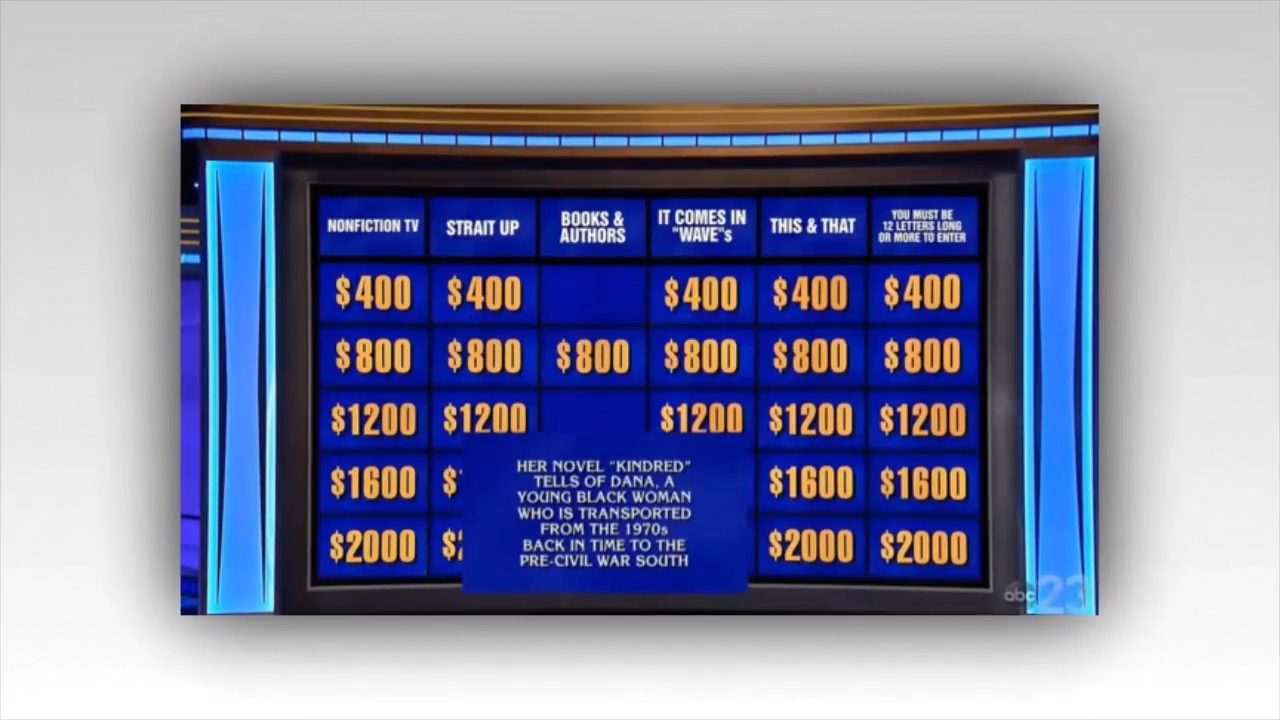 NONFICTION TV
STRAIT UP
BOOKS &
AUTHORS
IT COMES IN
"WAVE"s
THIS & THAT
YOU MUST BE
12 LETTERS LONG
OR MORE TO ENTER
$400 $400 $400 $400 $400
$800 $800 $800 $800 $800 $800
$1200 $1200 $1200 $1200 $1200
$1600 $1600 $1600
$2000 $2000 $2000
HER NOVEL "KINDRED"
TELLS OF DANA, A
YOUNG BLACK WOMAN
WHO IS TRANSPORTED
FROM THE 1970s
BACK IN TIME TO THE
PRE-CIVIL WAR SOUTH
abc 23